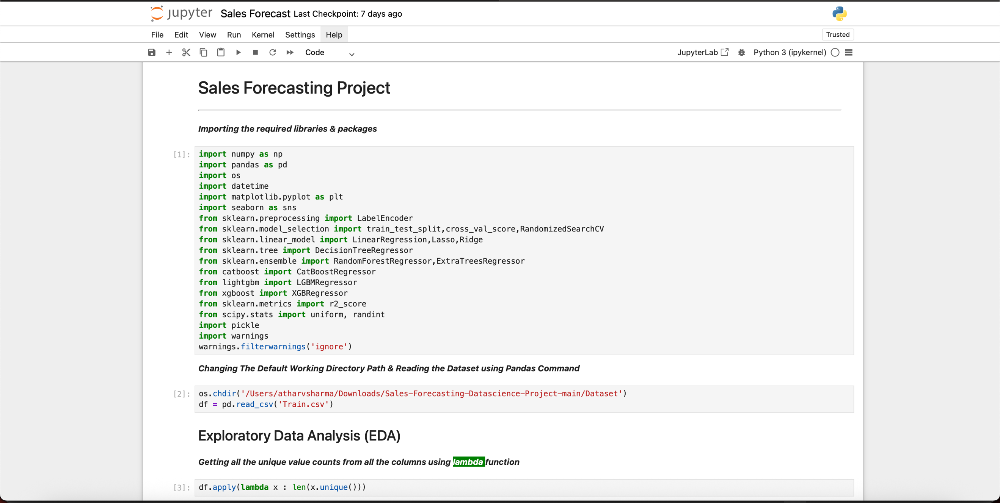 jupyter Sales Forecast Last Checkpoint: 7 days ago
File Edit View Run Kernel Settings Help Trusted
Code JupyterLab Python 3 (ipykernel)
Sales Forecasting Project
Importing the required libraries & packages
[1]: import numpy as np
import pandas as pd
import os
import datetime
import matplotlib.pyplot as plt
import seaborn as sns
from sklearn.preprocessing import LabelEncoder
from sklearn.model_selection import train_test_split,cross_val_score,RandomizedSearchCV
from sklearn.linear_model import LinearRegression,Lasso,Ridge
from sklearn.tree import DecisionTreeRegressor
from sklearn.ensemble import RandomForestRegressor,ExtraTreesRegressor
from catboost import CatBoostRegressor
from lightgbm import LGBMRegressor
from xgboost import XGBRegressor
from sklearn.metrics import r2_score
from scipy.stats import uniform, randint
import pickle
import warnings
warnings.filterwarnings('ignore')
Changing The Default Working Directory Path & Reading the Dataset using Pandas Command
[2]: os.chdir('/Users/atharvsharma/Downloads/Sales-Forecasting-Datascience-Project-main/Dataset')
df = pd.read_csv('Train.csv')
Exploratory Data Analysis (EDA)
Getting all the unique value counts from all the columns using lambda function
[3]: df.apply(lambda x : len(x.unique()))